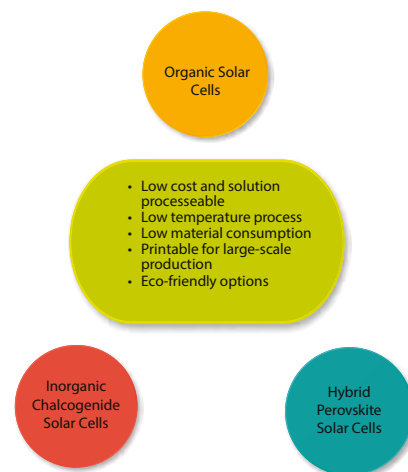 Organic Solar
Cells
• Low cost and solution
processeable
• Low temperature process
• Low material consumption
• Printable for large-scale
production
• Eco-friendly options
Inorganic
Chalcogenide
Solar Cells
Hybrid
Perovskite
Solar Cells